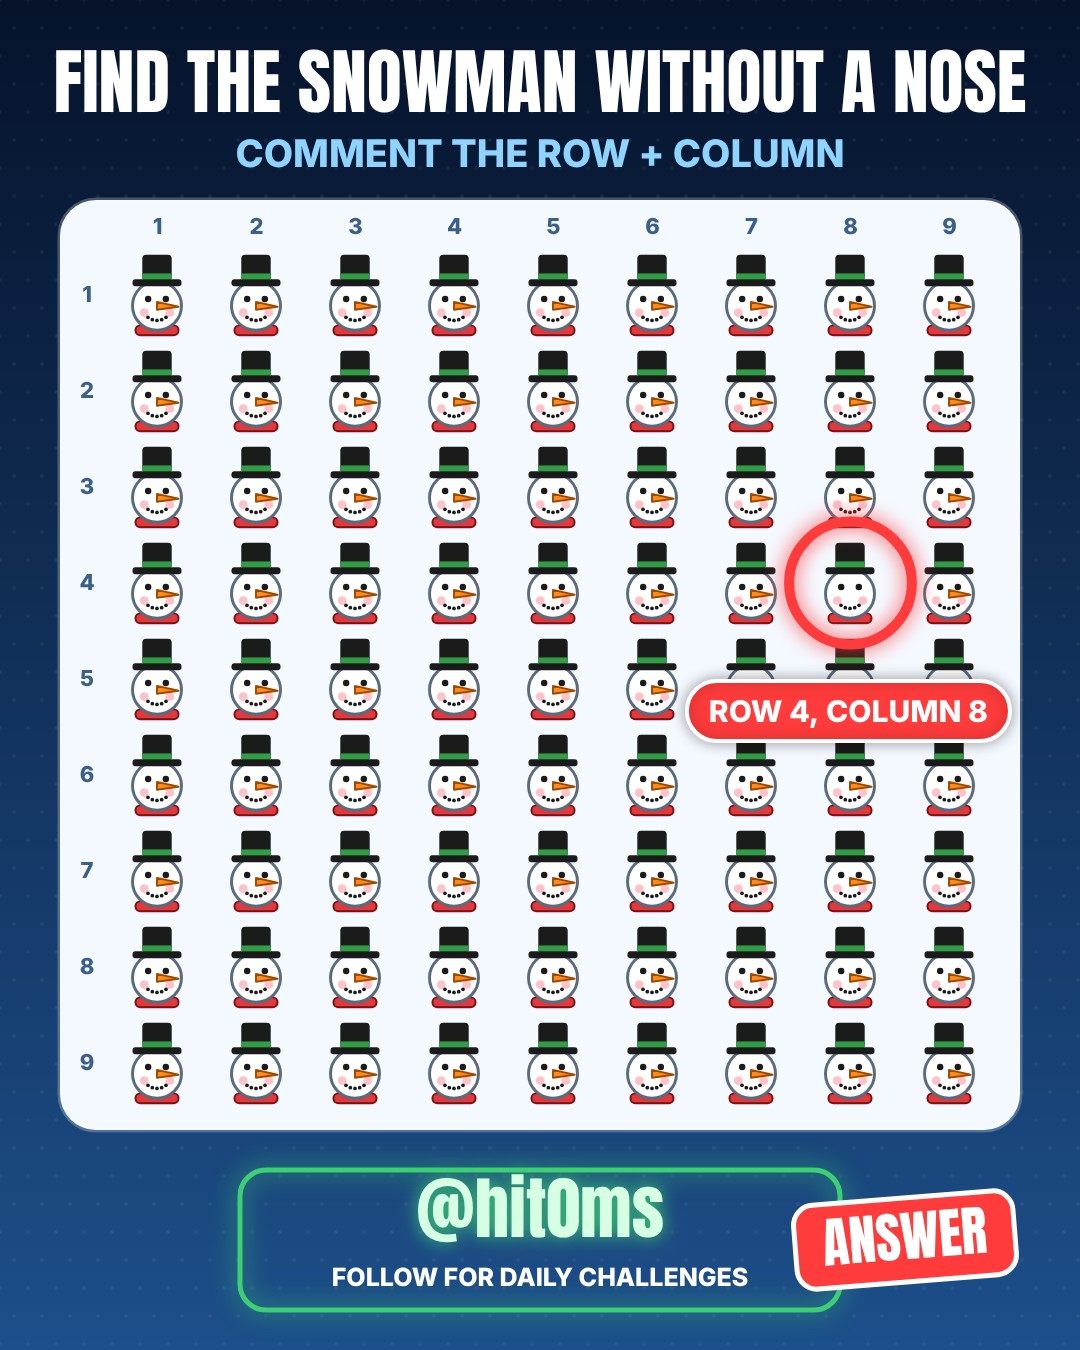 FIND THE SNOWMAN WITHOUT A NOSE
COMMENT THE ROW + COLUMN
1 2 3 4 5 6 7 8 9
1
2
3
4
5
ROW 4, COLUMN 8
6
7
8
9
@hit0ms
FOLLOW FOR DAILY CHALLENGES
ANSWER